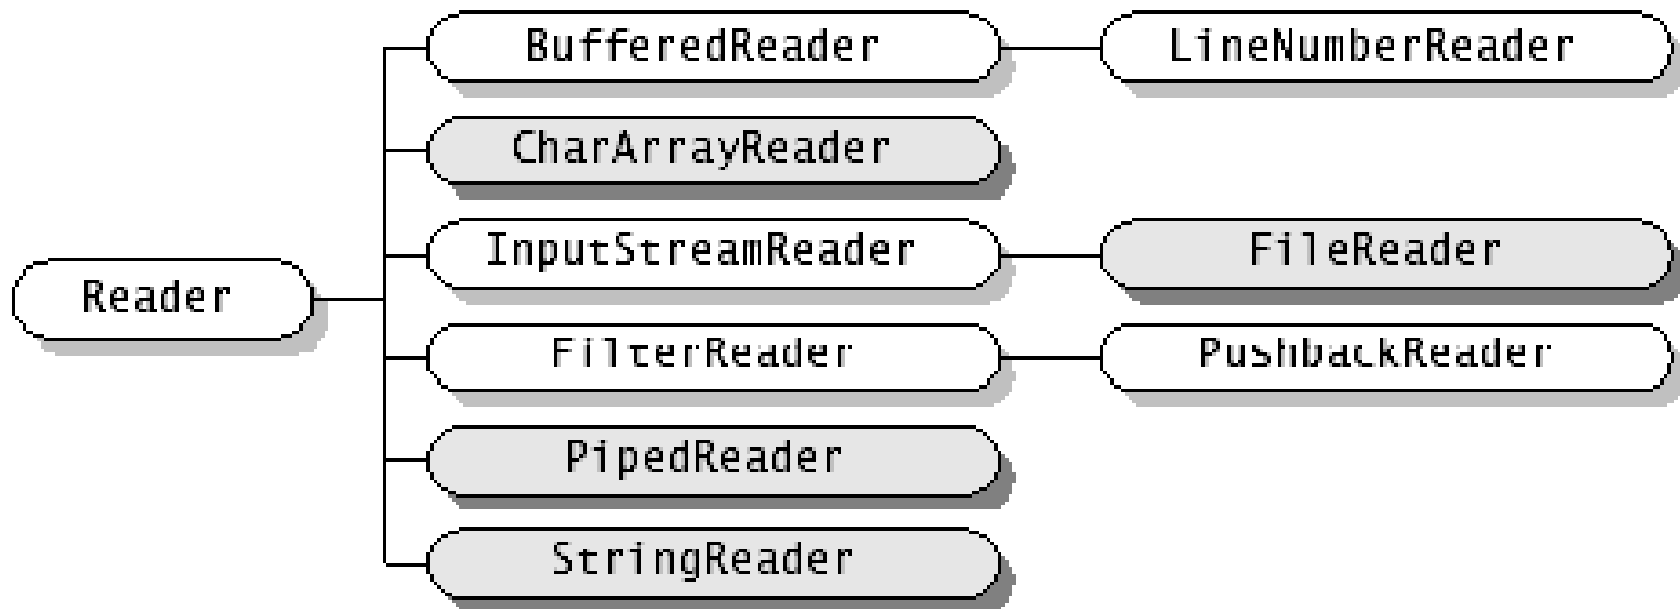 BufferedReader
LineNumberReader
CharArrayReader
InputStreamReader
FileReader
Reader
FilterReader
PushbackReader
PipedReader
StringReader